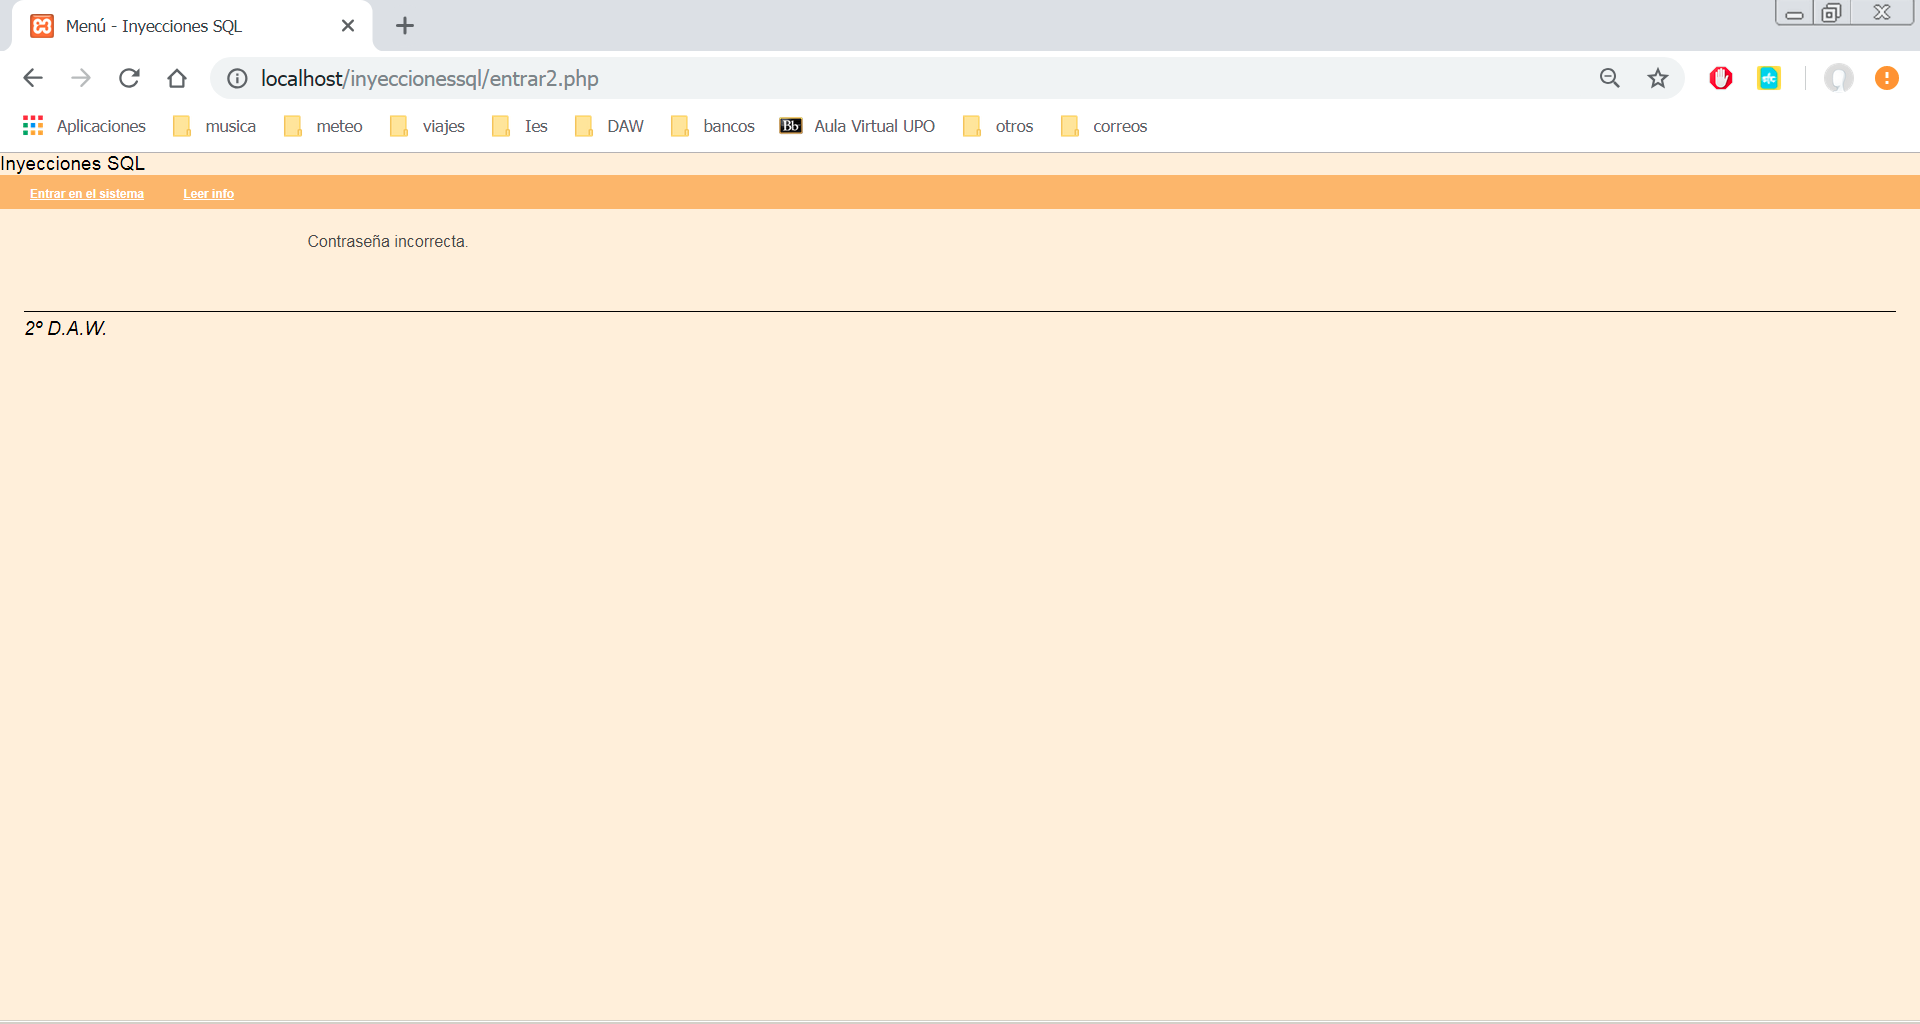 Menú - Inyecciones SQL
localhost/inyeccionessql/entrar2.php
Aplicaciones musica meteo viajes Ies DAW bancos Bb Aula Virtual UPO otros correos
Inyecciones SQL
Entrar en el sistema Leer info
Contraseña incorrecta.
2º D.A.W.